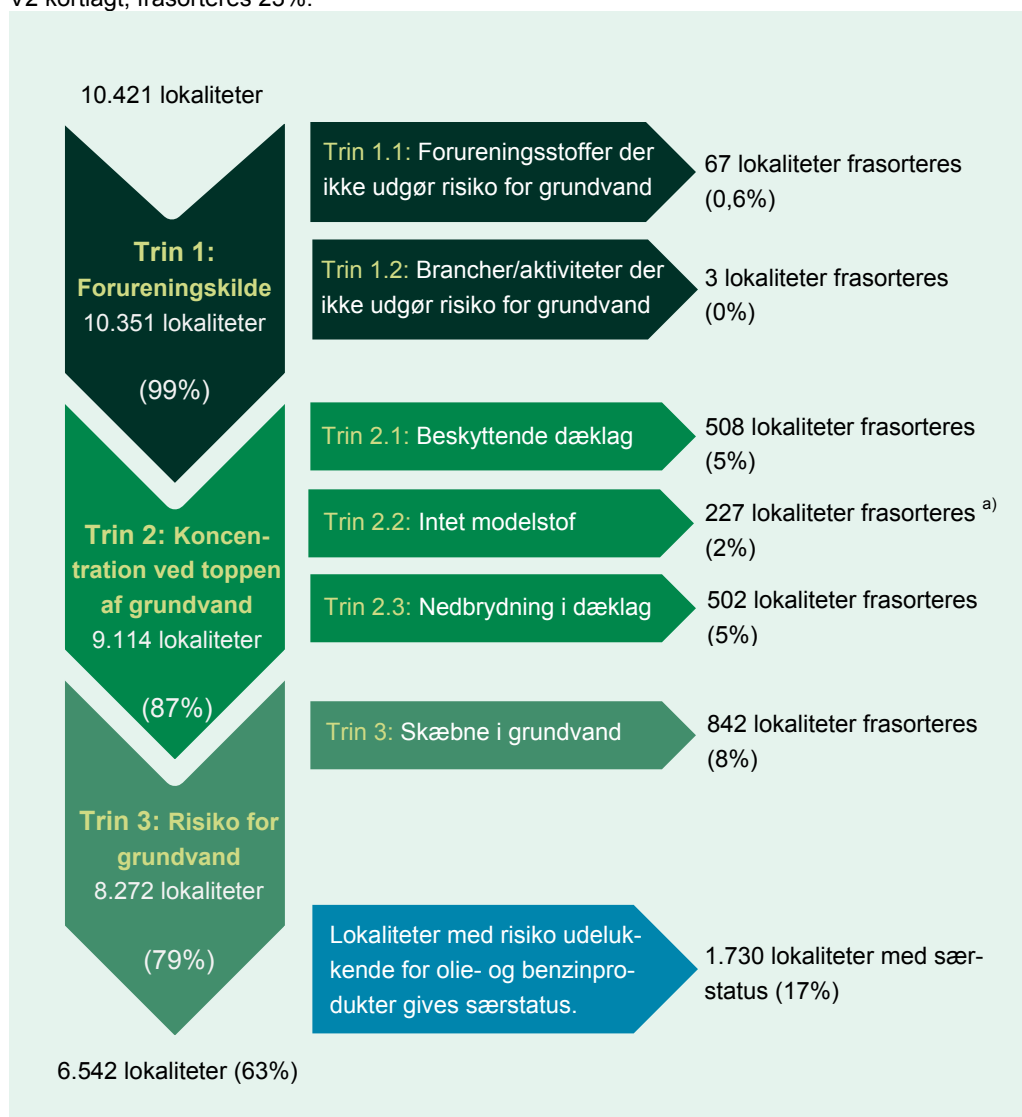 V2 kortlagt, frasorteres 25%.
10.421 lokaliteter
Trin 1.1: Forureningsstoffer der
ikke udgør risiko for grundvand
67 lokaliteter frasorteres
(0,6%)
Trin 1:
Forureningskilde
10.351 lokaliteter
(99%)
Trin 1.2: Brancher/aktiviteter der
ikke udgør risiko for grundvand
3 lokaliteter frasorteres
(0%)
Trin 2.1: Beskyttende dæklag
508 lokaliteter frasorteres
(5%)
Trin 2: Koncen-
tration ved toppen
af grundvand
9.114 lokaliteter
(87%)
Trin 2.2: Intet modelstof
227 lokaliteter frasorteres a)
(2%)
Trin 2.3: Nedbrydning i dæklag
502 lokaliteter frasorteres
(5%)
Trin 3: Skæbne i grundvand
842 lokaliteter frasorteres
(8%)
Trin 3: Risiko for
grundvand
8.272 lokaliteter
(79%)
Lokaliteter med risiko udeluk-
kende for olie- og benzinpro-
dukter gives særstatus.
1.730 lokaliteter med sær-
status (17%)
6.542 lokaliteter (63%)